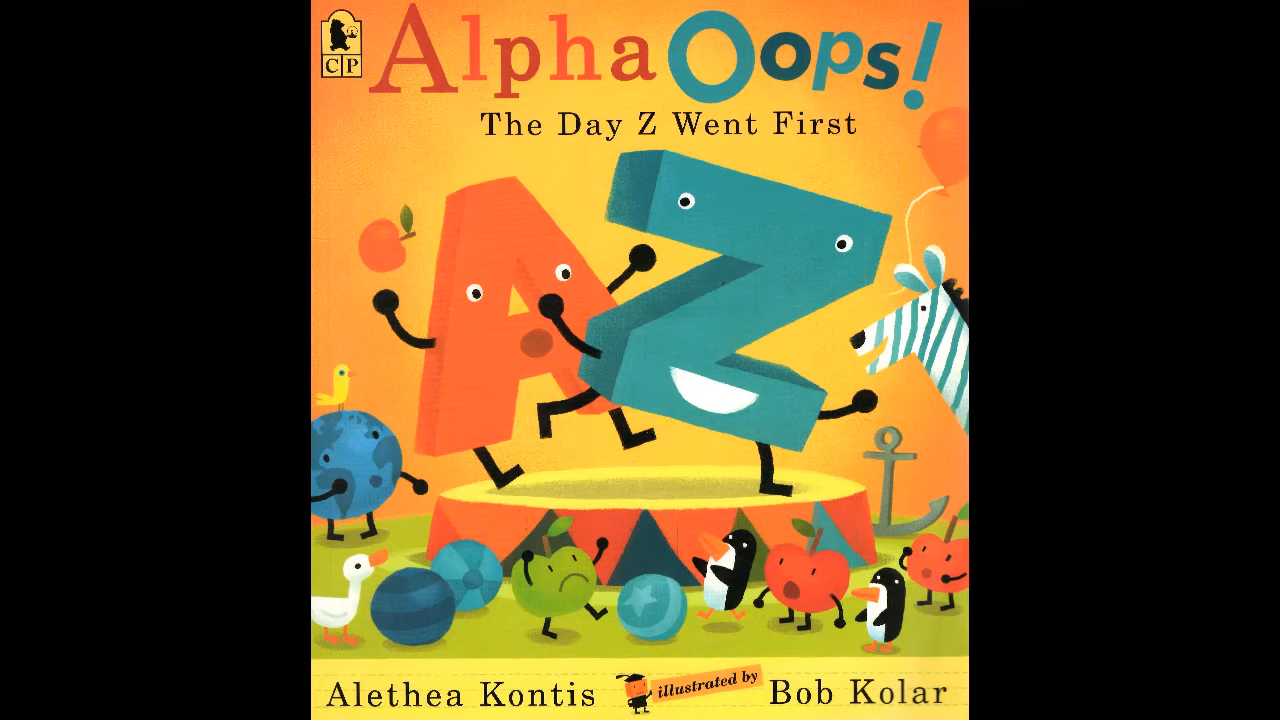 AlphaOops!
The Day Z Went First
CP
Alethea Kontis illustrated by Bob Kolar